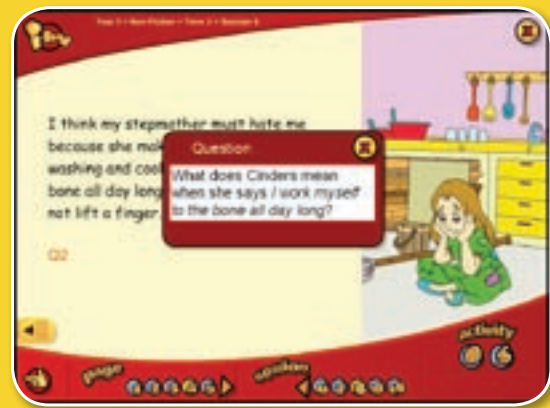 I think my stepmother must hate me
because she
washing and
bone all day long
not lift a finger.
Q2
Question
What does Cinders mean
when she says I work myself
to the bone all day long?
page
session
activity